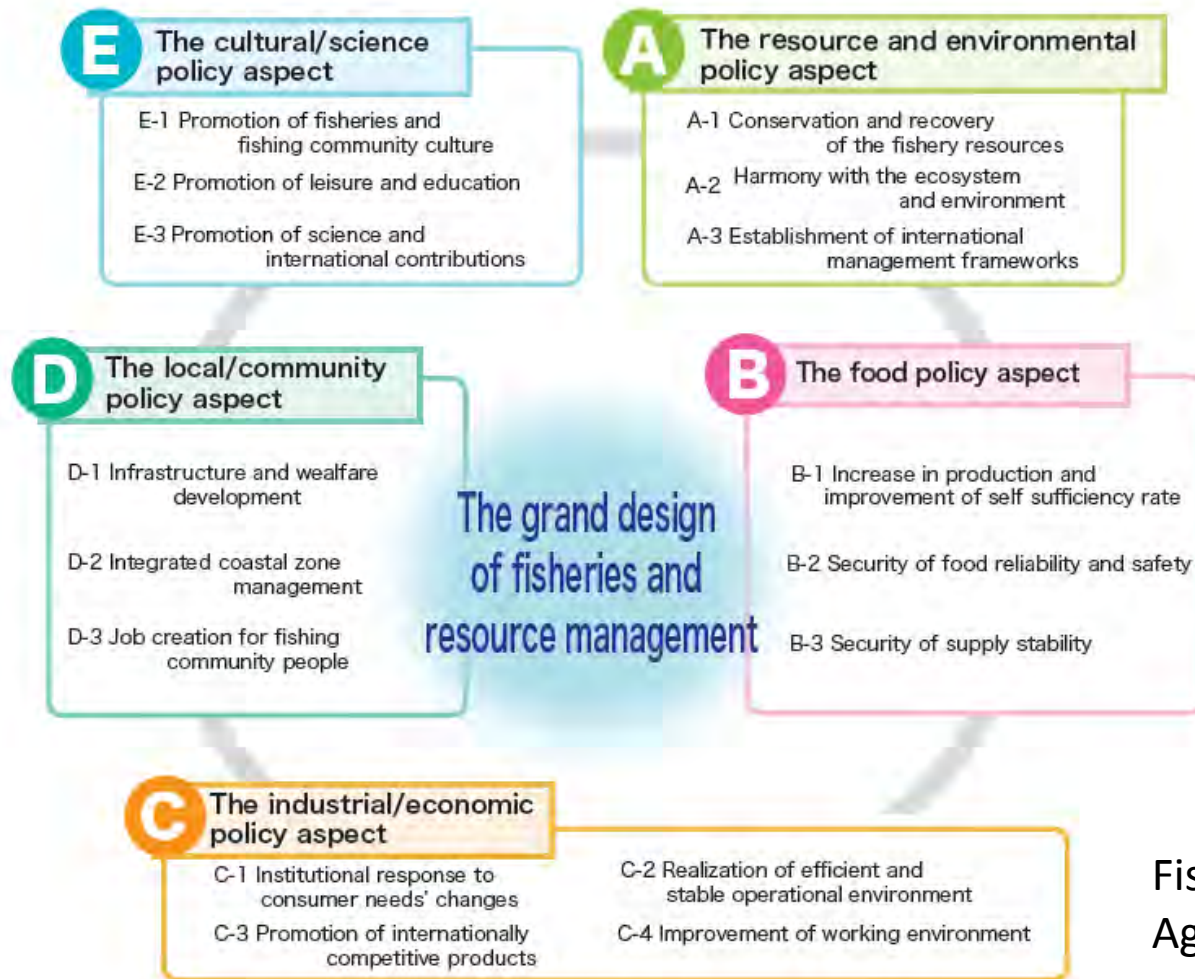 E
The cultural/science
policy aspect
E-1 Promotion of fisheries and
fishing community culture
E-2 Promotion of leisure and education
E-3 Promotion of science and
international contributions
A
The resource and environmental
policy aspect
A-1 Conservation and recovery
of the fishery resources
A-2 Harmony with the ecosystem
and environment
A-3 Establishment of international
management frameworks
D
The local/community
policy aspect
D-1 Infrastructure and wealfare
development
D-2 Integrated coastal zone
management
D-3 Job creation for fishing
community people
The grand design
of fisheries and
resource management
B
The food policy aspect
B-1 Increase in production and
improvement of self sufficiency rate
B-2 Security of food reliability and safety
B-3 Security of supply stability
C
The industrial/economic
policy aspect
C-1 Institutional response to
consumer needs' changes
C-2 Realization of efficient and
stable operational environment
C-3 Promotion of internationally
competitive products
C-4 Improvement of working environment